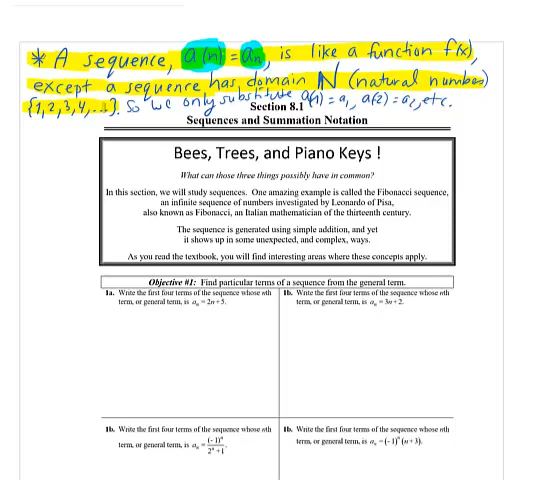 * A sequence, a(n) = aₙ, is like a function f(x),
except a sequence has domain N (natural numbers)
{1,2,3,4,...}. So we only substitute a(1) = a₁, a(2) = a₂, etc.
Section 8.1
Sequences and Summation Notation
Bees, Trees, and Piano Keys !
What can those three things possibly have in common?
In this section, we will study sequences. One amazing example is called the Fibonacci sequence,
an infinite sequence of numbers investigated by Leonardo of Pisa,
also known as Fibonacci, an Italian mathematician of the thirteenth century.
The sequence is generated using simple addition, and yet
it shows up in some unexpected, and complex, ways.
As you read the textbook, you will find interesting areas where these concepts apply.
Objective #1: Find particular terms of a sequence from the general term.
1a. Write the first four terms of the sequence whose nth
term, or general term, is aₙ = 2n + 5.
1b. Write the first four terms of the sequence whose nth
term, or general term, is aₙ = 3n + 2.
1b. Write the first four terms of the sequence whose nth
term, or general term, is aₙ = (-1)ⁿ / 2ⁿ + 1.
1b. Write the first four terms of the sequence whose nth
term, or general term, is aₙ = (-1)ⁿ (n + 3).